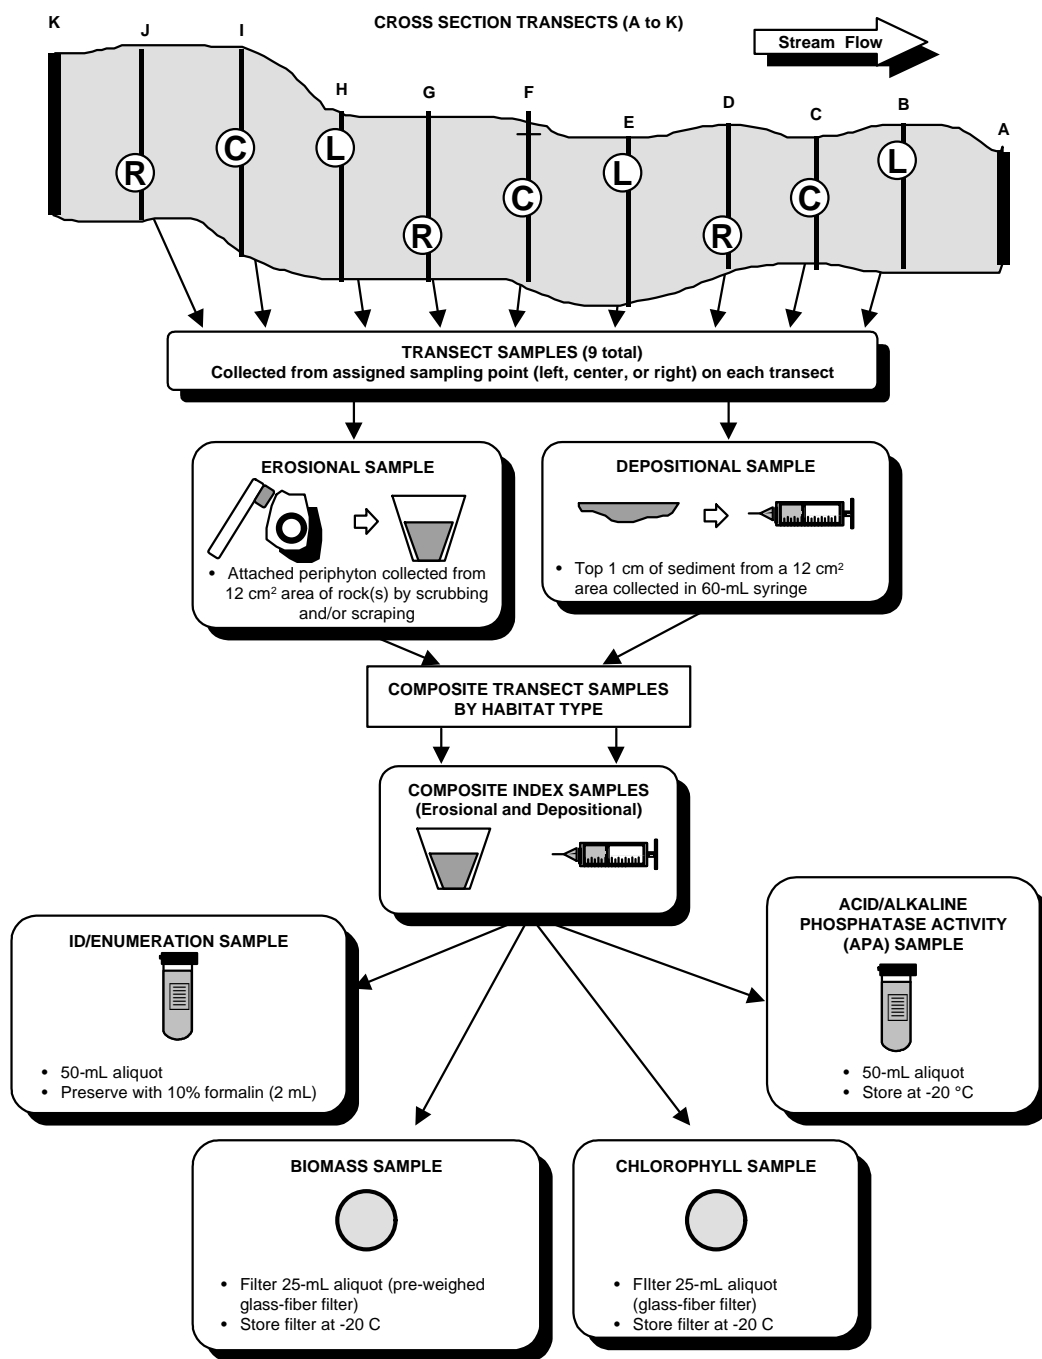 CROSS SECTION TRANSECTS (A to K)
Stream Flow
K
J
I
H
G
F
E
D
C
B
A
R
C
L
R
C
L
R
C
L
TRANSECT SAMPLES (9 total)
Collected from assigned sampling point (left, center, or right) on each transect
EROSIONAL SAMPLE
• Attached periphyton collected from
12 cm² area of rock(s) by scrubbing
and/or scraping
DEPOSITIONAL SAMPLE
• Top 1 cm of sediment from a 12 cm²
area collected in 60-mL syringe
COMPOSITE TRANSECT SAMPLES
BY HABITAT TYPE
COMPOSITE INDEX SAMPLES
(Erosional and Depositional)
ID/ENUMERATION SAMPLE
• 50-mL aliquot
• Preserve with 10% formalin (2 mL)
ACID/ALKALINE
PHOSPHATASE ACTIVITY
(APA) SAMPLE
• 50-mL aliquot
• Store at -20 °C
BIOMASS SAMPLE
• Filter 25-mL aliquot (pre-weighed
glass-fiber filter)
• Store filter at -20 C
CHLOROPHYLL SAMPLE
• FIlter 25-mL aliquot
(glass-fiber filter)
• Store filter at -20 C